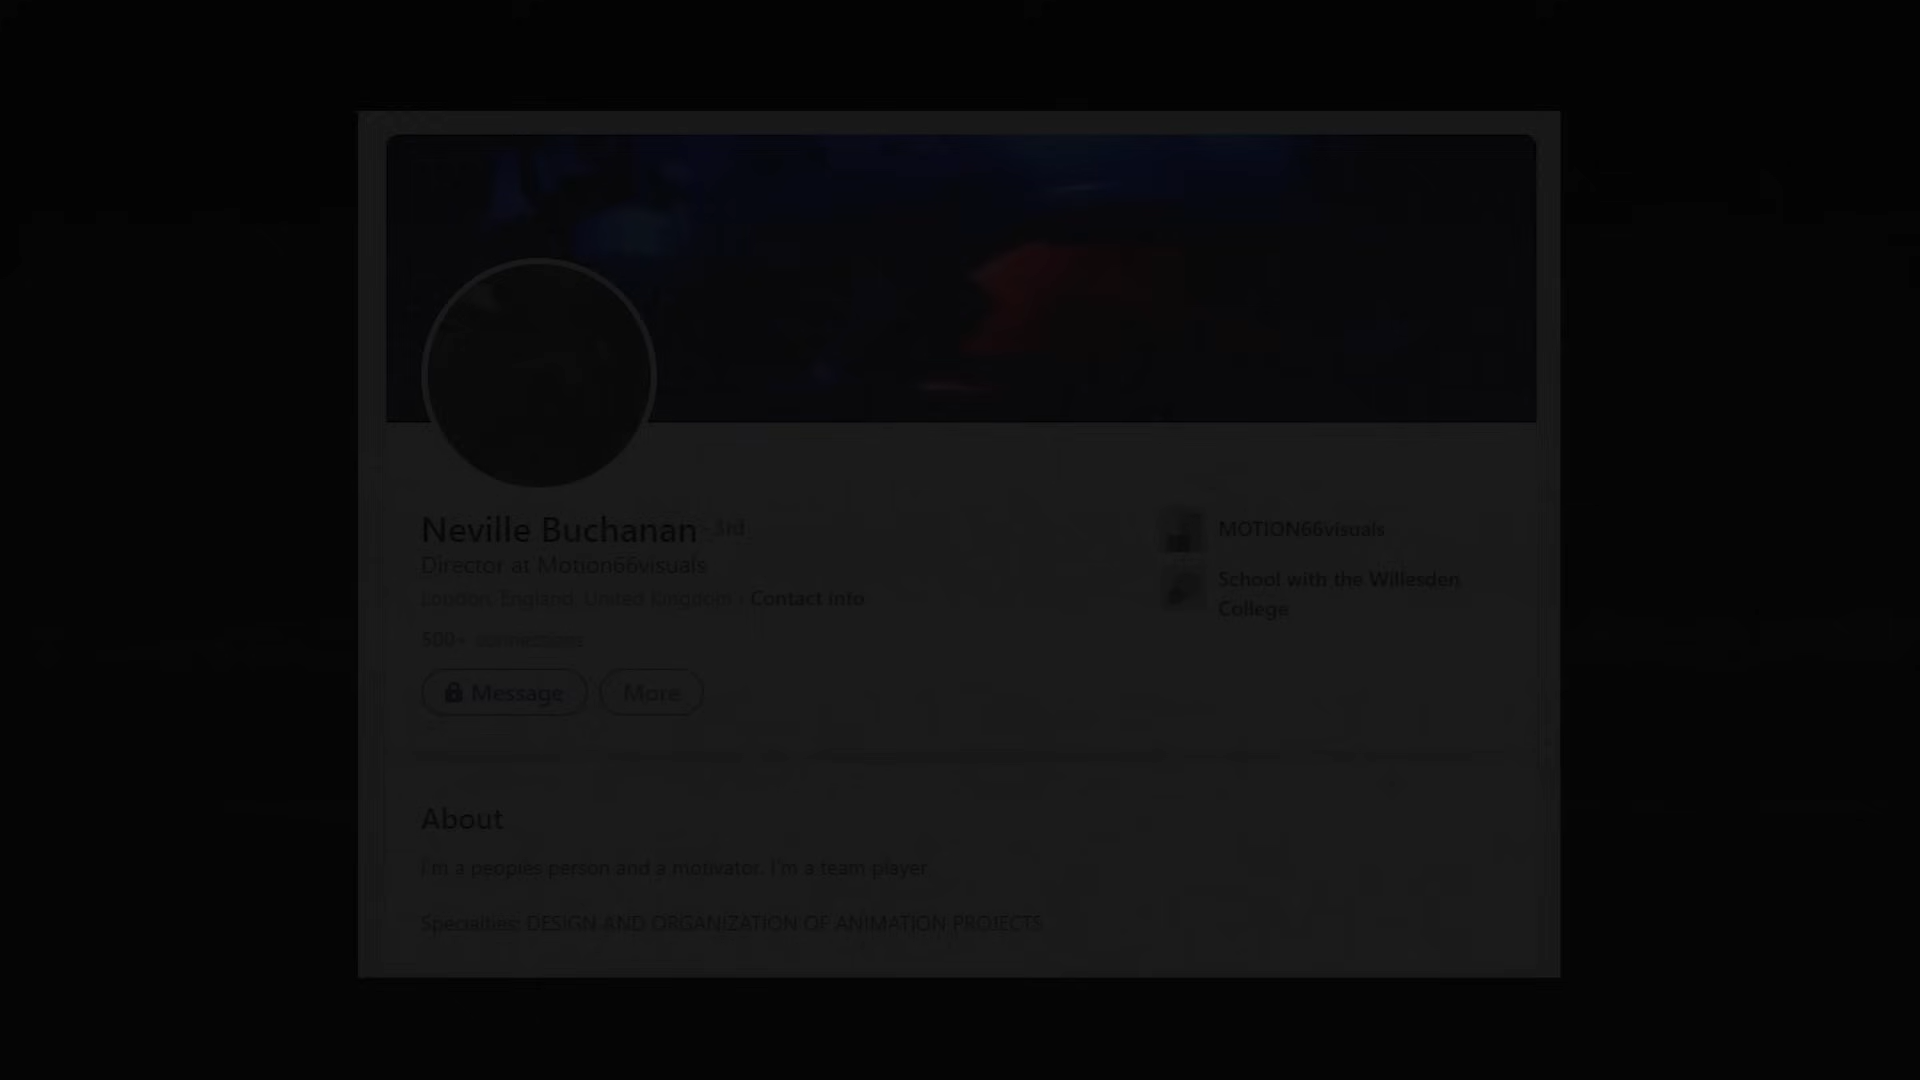 Neville Buchanan · 3rd
Director at Motion66visuals
London, England, United Kingdom · Contact info
500+ connections
Message
More
MOTION66visuals
School with the Willesden
College
About
I'm a peoples person and a motivator. I'm a team player
Specialties: DESIGN AND ORGANIZATION OF ANIMATION PROJECTS